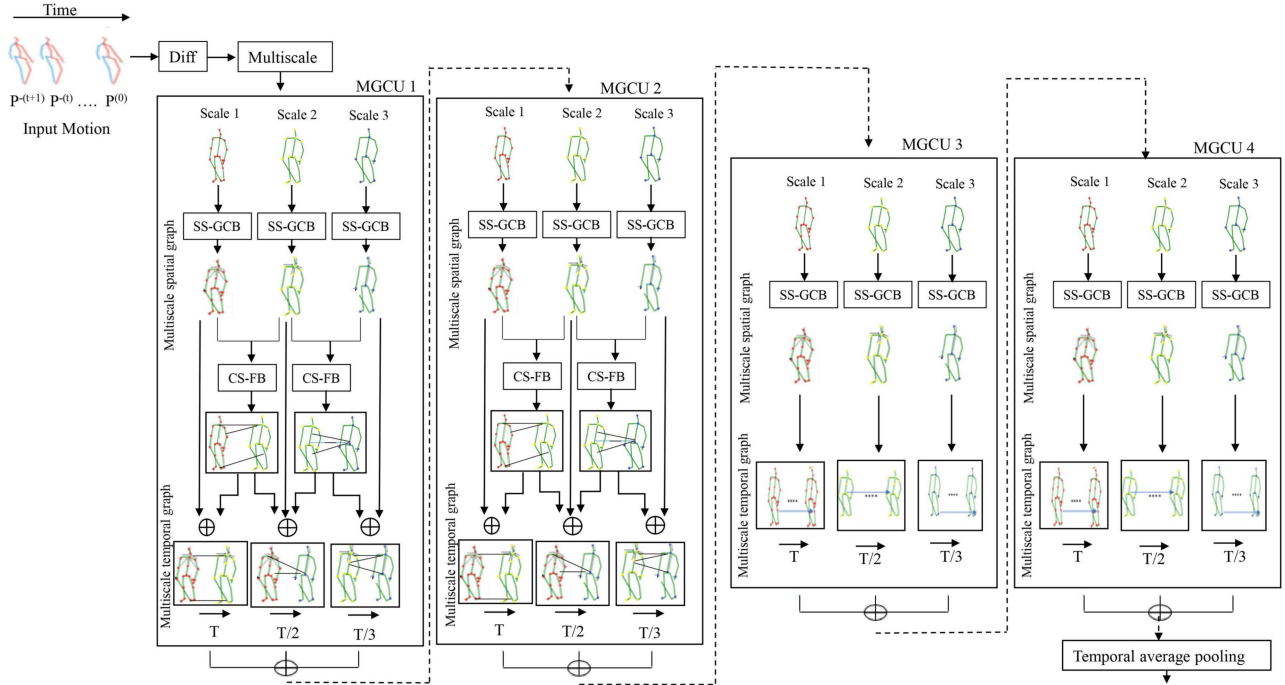 Time
Diff
Multiscale
P-(t+1) P-(t) .... P(0)
Input Motion
MGCU 1
Scale 1 Scale 2 Scale 3
SS-GCB SS-GCB SS-GCB
Multiscale spatial graph
CS-FB CS-FB
Multiscale temporal graph
T T/2 T/3
MGCU 2
Scale 1 Scale 2 Scale 3
SS-GCB SS-GCB SS-GCB
Multiscale spatial graph
CS-FB CS-FB
Multiscale temporal graph
T T/2 T/3
MGCU 3
Scale 1 Scale 2 Scale 3
SS-GCB SS-GCB SS-GCB
Multiscale spatial graph
Multiscale temporal graph
.... .... ....
T T/2 T/3
MGCU 4
Scale 1 Scale 2 Scale 3
SS-GCB SS-GCB SS-GCB
Multiscale spatial graph
Multiscale temporal graph
.... .... ....
T T/2 T/3
Temporal average pooling